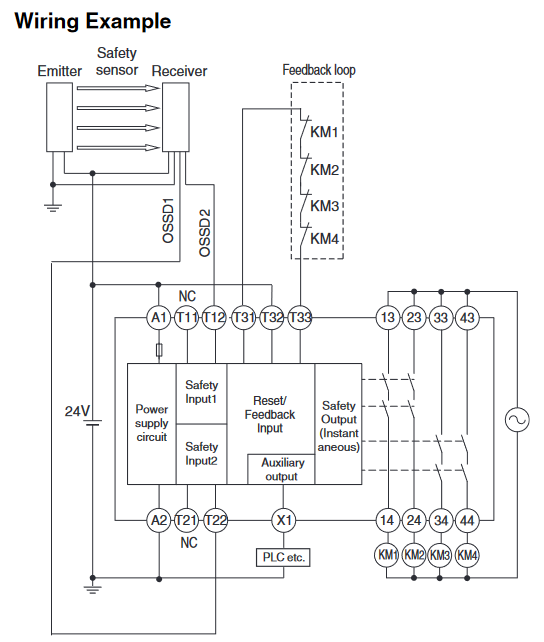 Wiring Example
Safety
Emitter sensor Receiver
Feedback loop
KM1
KM2
KM3
KM4
OSSD1
OSSD2
NC
A1 T11 T12 T31 T32 T33 13 23 33 43
24V
Power
supply
circuit
Safety
Input1
Safety
Input2
Reset/
Feedback
Input
Auxiliary
output
Safety
Output
(Instant
aneous)
A2 T21 T22 X1 14 24 34 44
NC
PLC etc.
KM1 KM2 KM3 KM4